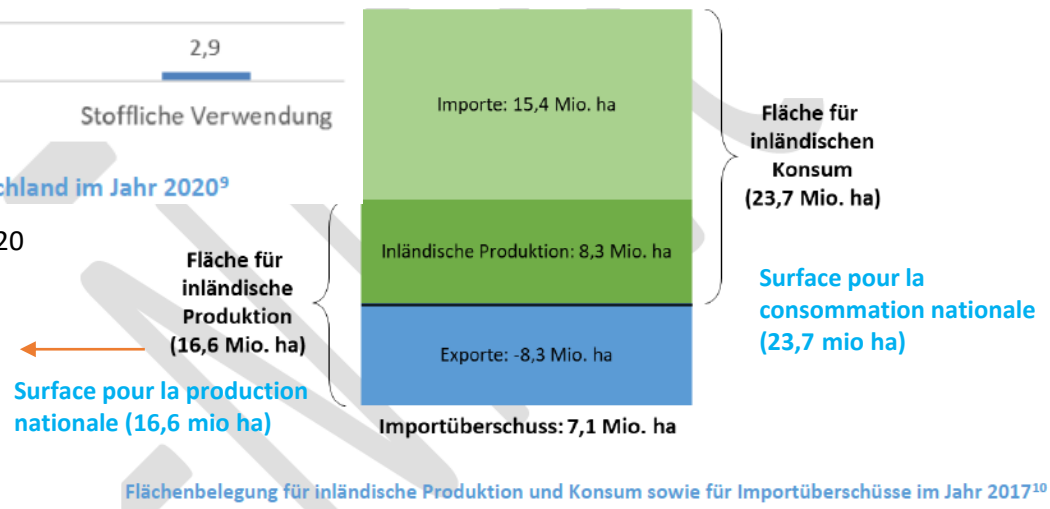 2,9
Stoffliche Verwendung
chland im Jahr 2020⁹
20
Importe: 15,4 Mio. ha
Inländische Produktion: 8,3 Mio. ha
Exporte: -8,3 Mio. ha
Importüberschuss: 7,1 Mio. ha
Fläche für
inländischen
Konsum
(23,7 Mio. ha)
Fläche für
inländische
Produktion
(16,6 Mio. ha)
Surface pour la
consommation nationale
(23,7 mio ha)
Surface pour la production
nationale (16,6 mio ha)
Flächenbelegung für inländische Produktion und Konsum sowie für Importüberschüsse im Jahr 2017¹⁰